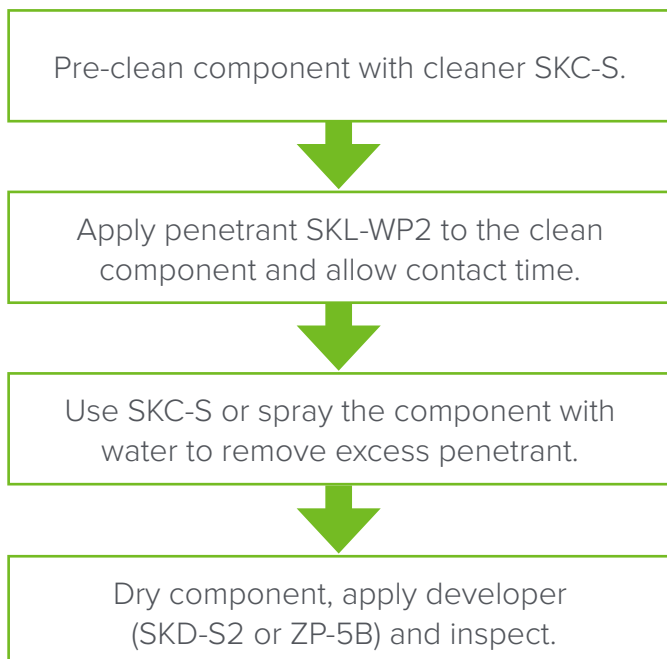 Pre-clean component with cleaner SKC-S.
Apply penetrant SKL-WP2 to the clean
component and allow contact time.
Use SKC-S or spray the component with
water to remove excess penetrant.
Dry component, apply developer
(SKD-S2 or ZP-5B) and inspect.